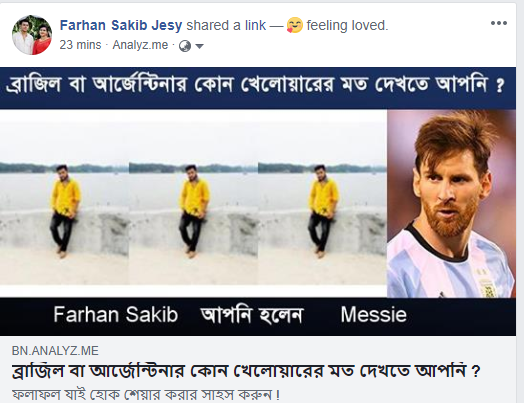 Farhan Sakib Jesy shared a link — feeling loved.
23 mins · Analyz.me ·
ব্রাজিল বা আর্জেন্টিনার কোন খেলোয়ারের মত দেখতে আপনি ?
Farhan Sakib আপনি হলেন Messie
BN.ANALYZ.ME
ব্রাজিল বা আর্জেন্টিনার কোন খেলোয়ারের মত দেখতে আপনি ?
ফলাফল যাই হোক শেয়ার করার সাহস করুন !